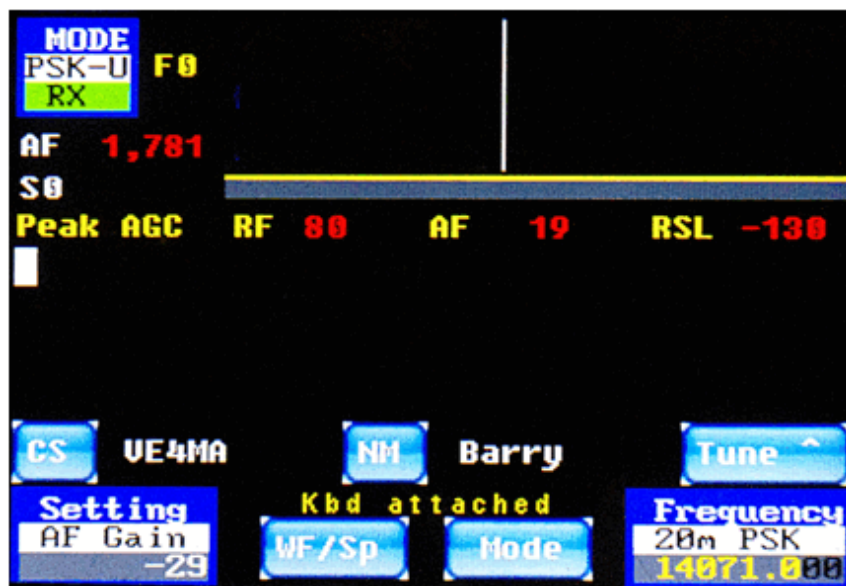 MODE
PSK-U F0
RX
AF 1,781
S0
Peak AGC RF 80 AF 19 RSL -130
CS VE4MA NM Barry Tune ^
Setting Kbd attached Frequency
AF Gain WF/Sp Mode 20m PSK
-29 14071.000